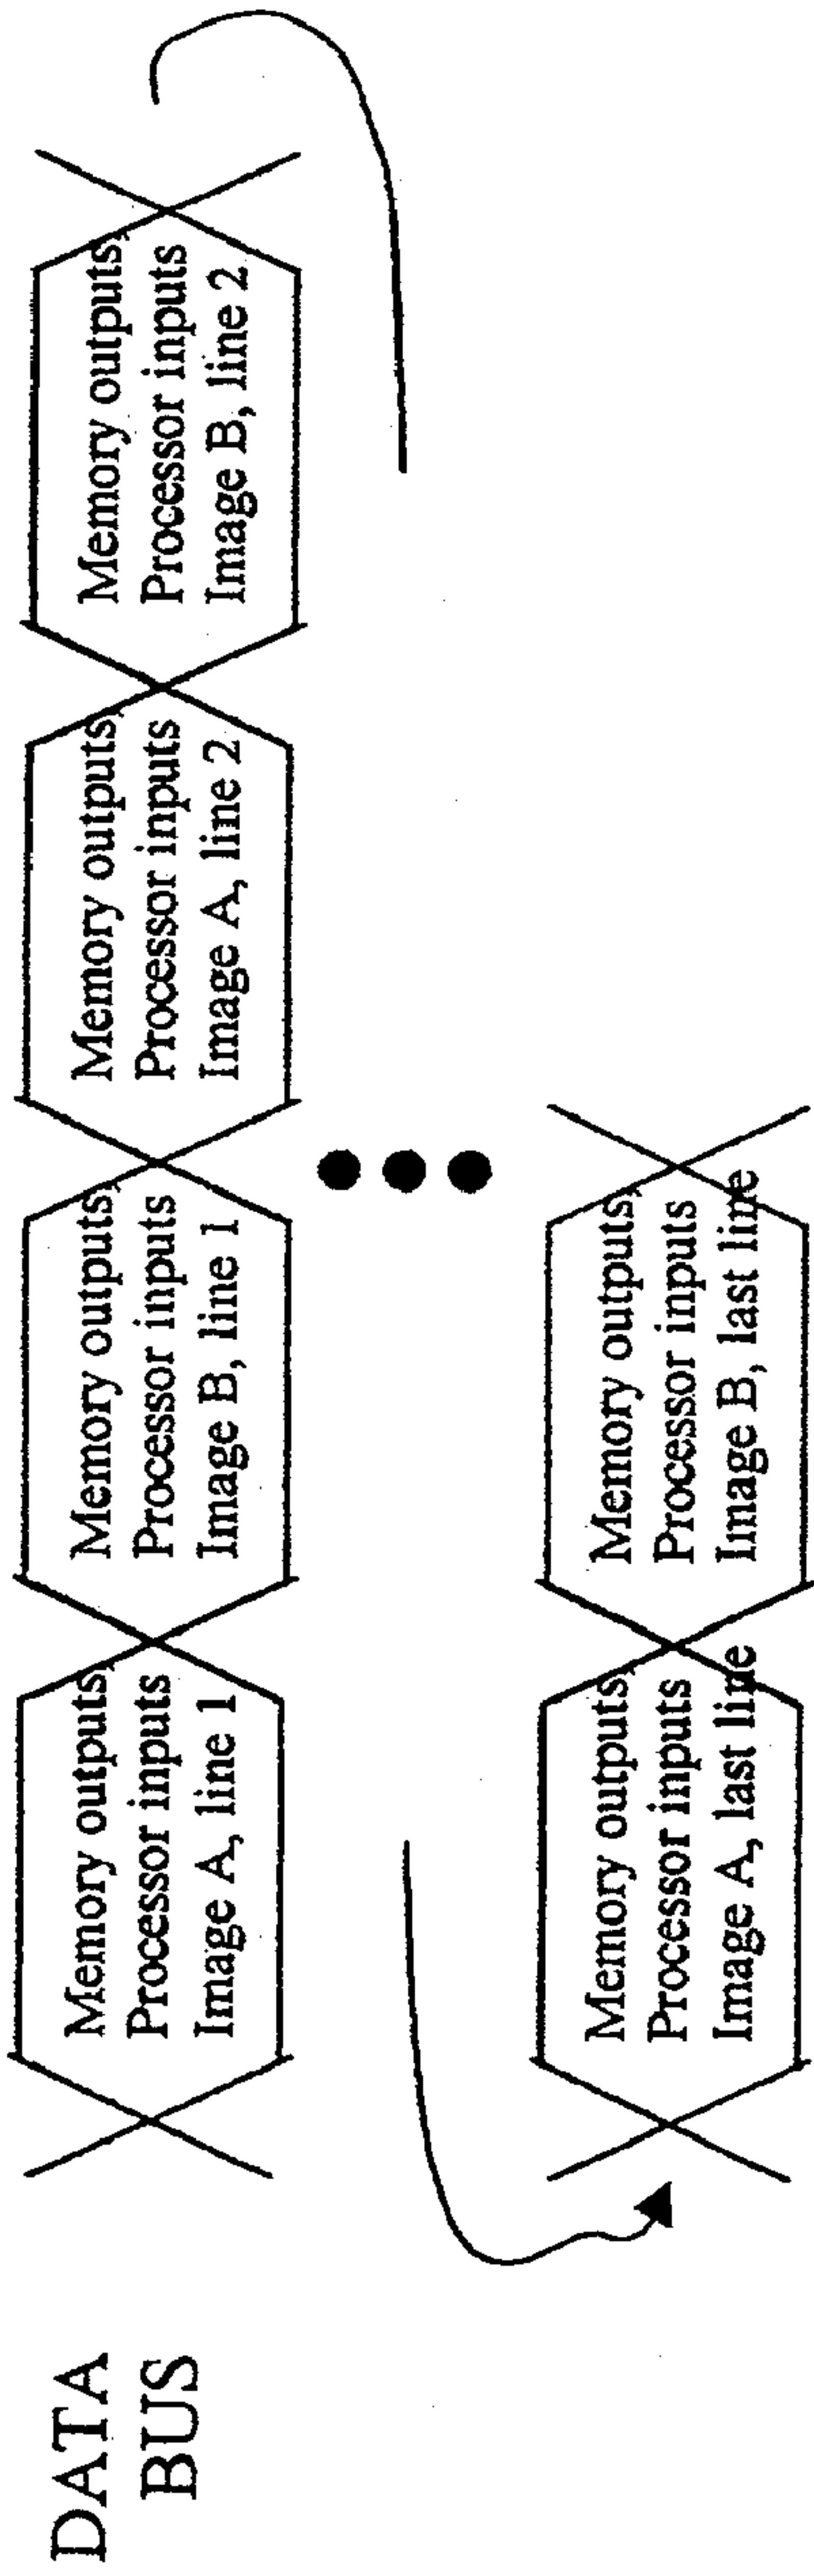 DATA
BUS
Memory outputs,
Processor inputs
Image A, line 1
Memory outputs,
Processor inputs
Image B, line 1
Memory outputs,
Processor inputs
Image A, line 2
Memory outputs,
Processor inputs
Image B, line 2
Memory outputs,
Processor inputs
Image A, last line
Memory outputs,
Processor inputs
Image B, last line